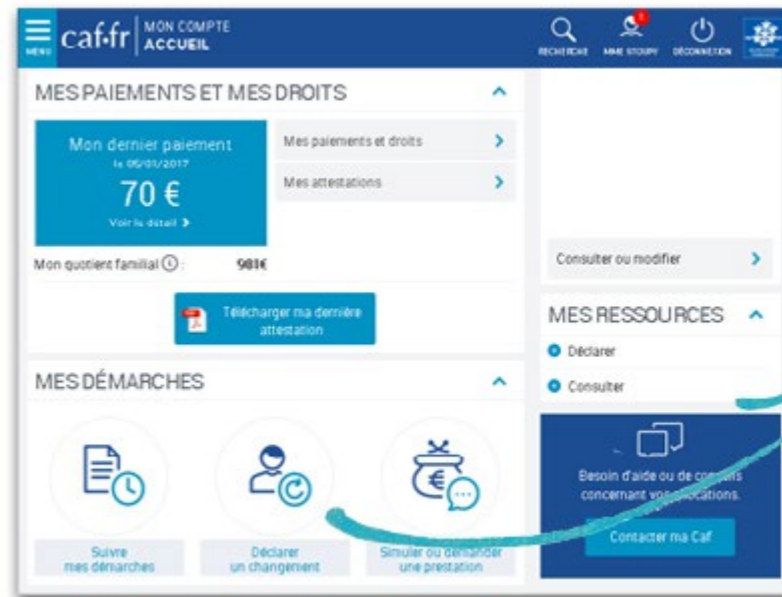 MENU
caf.fr
MON COMPTE
ACCUEIL
RECHERCHE
MME STOUPY
DÉCONNEXION
MES PAIEMENTS ET MES DROITS
Mon dernier paiement
le 05/01/2017
70 €
Voir le détail
Mes paiements et droits
Mes attestations
Mon quotient familial : 981€
Télécharger ma dernière
attestation
Consulter ou modifier
MES RESSOURCES
Déclarer
Consulter
MES DÉMARCHES
Suivre
mes démarches
Déclarer
un changement
Simuler ou demander
une prestation
Besoin d'aide ou de conseils
concernant vos allocations.
Contacter ma Caf